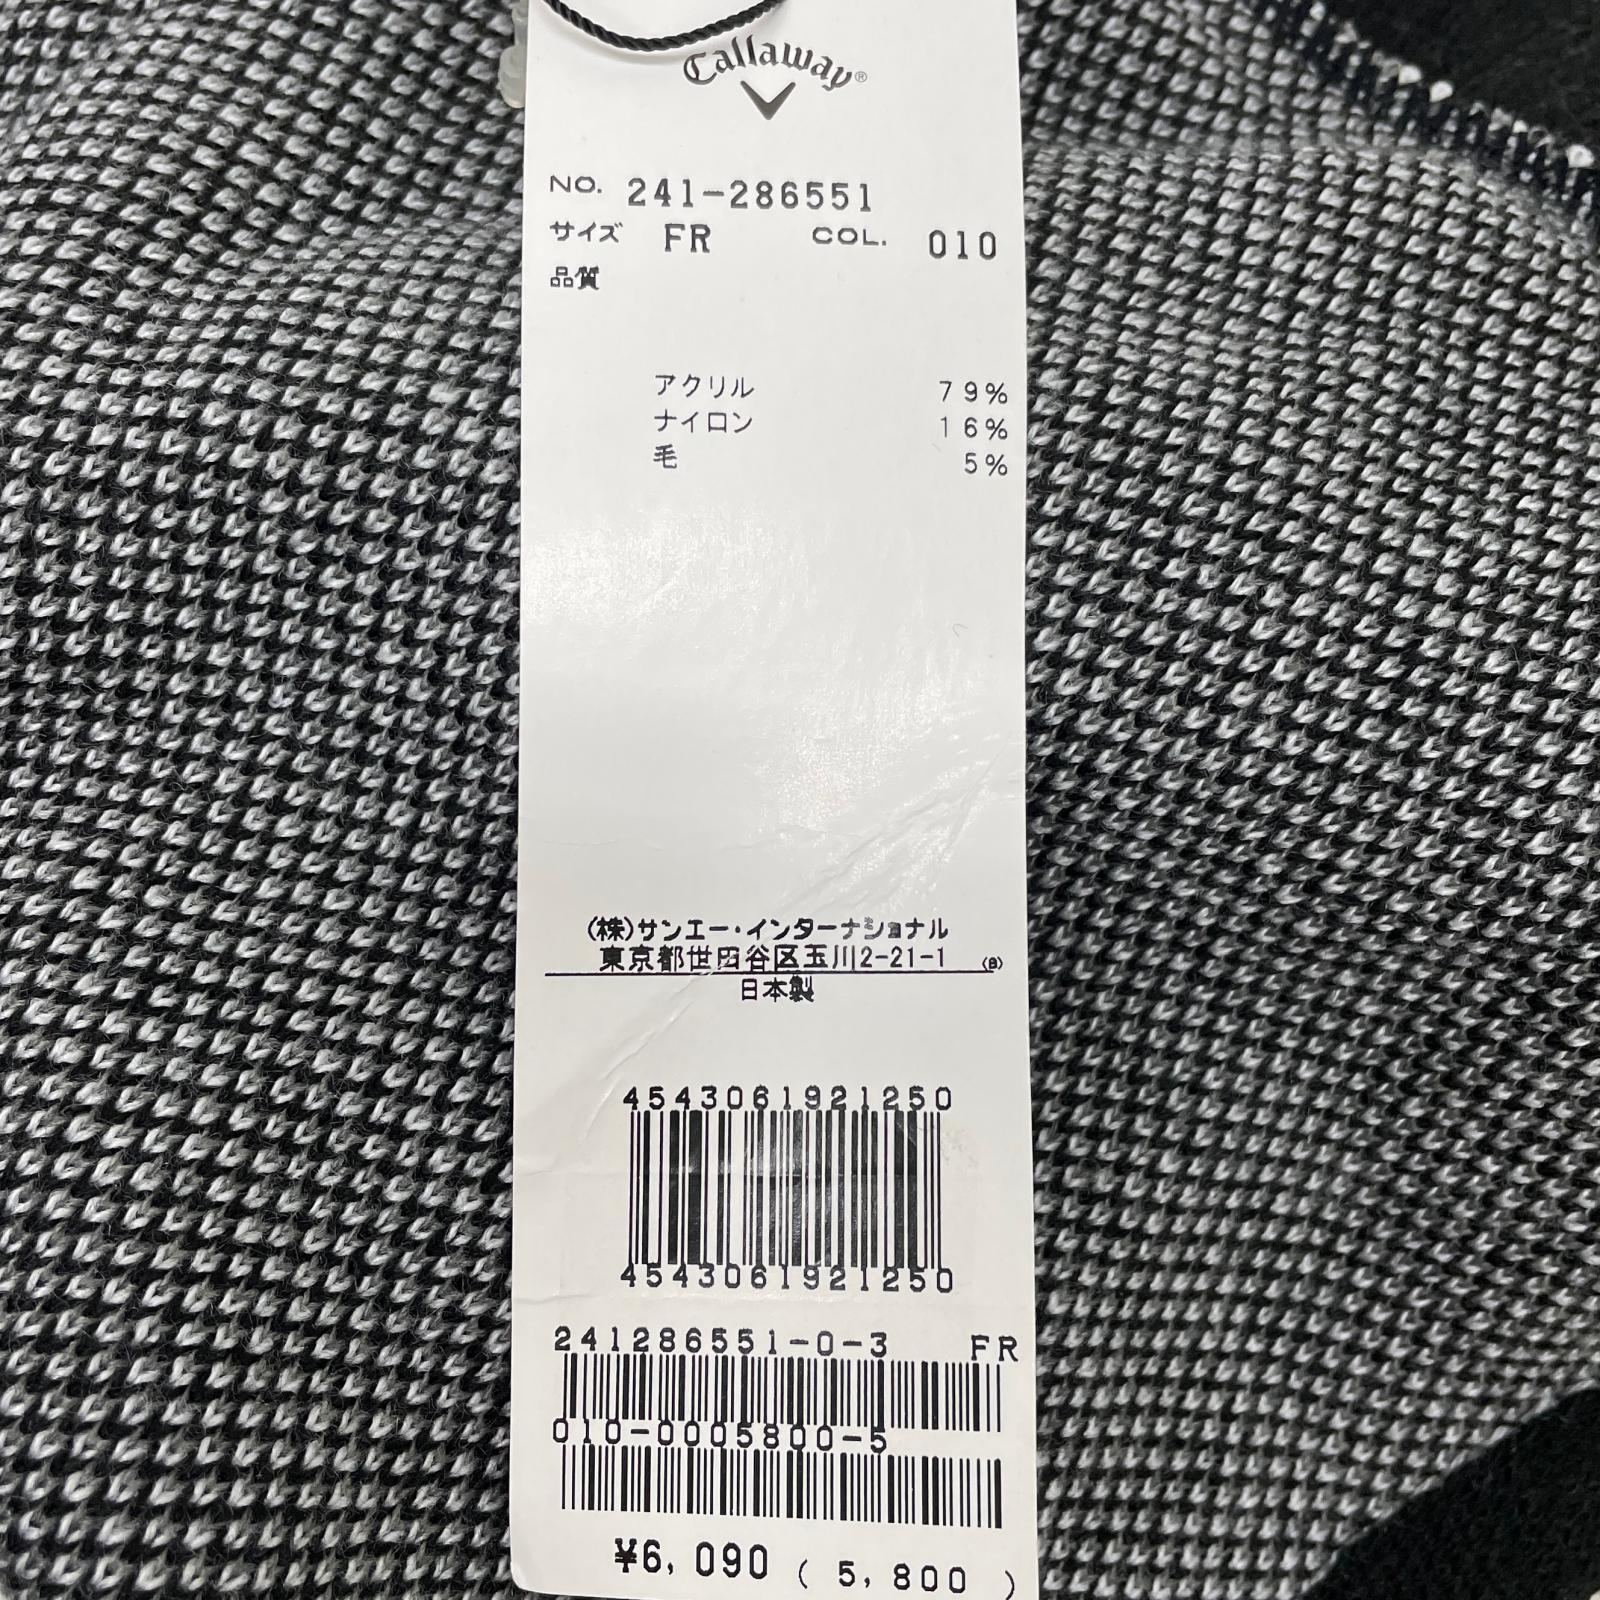 Callaway®
NO. 241-286551
サイズ FR COL. 010
品質
アクリル 79%
ナイロン 16%
毛 5%
(株)サンエー・インターナショナル
東京都世田谷区玉川2-21-1 (B)
日本製
4543061921250
4543061921250
241286551-0-3 FR
010-0005800-5
¥6,090 ( 5,800 )